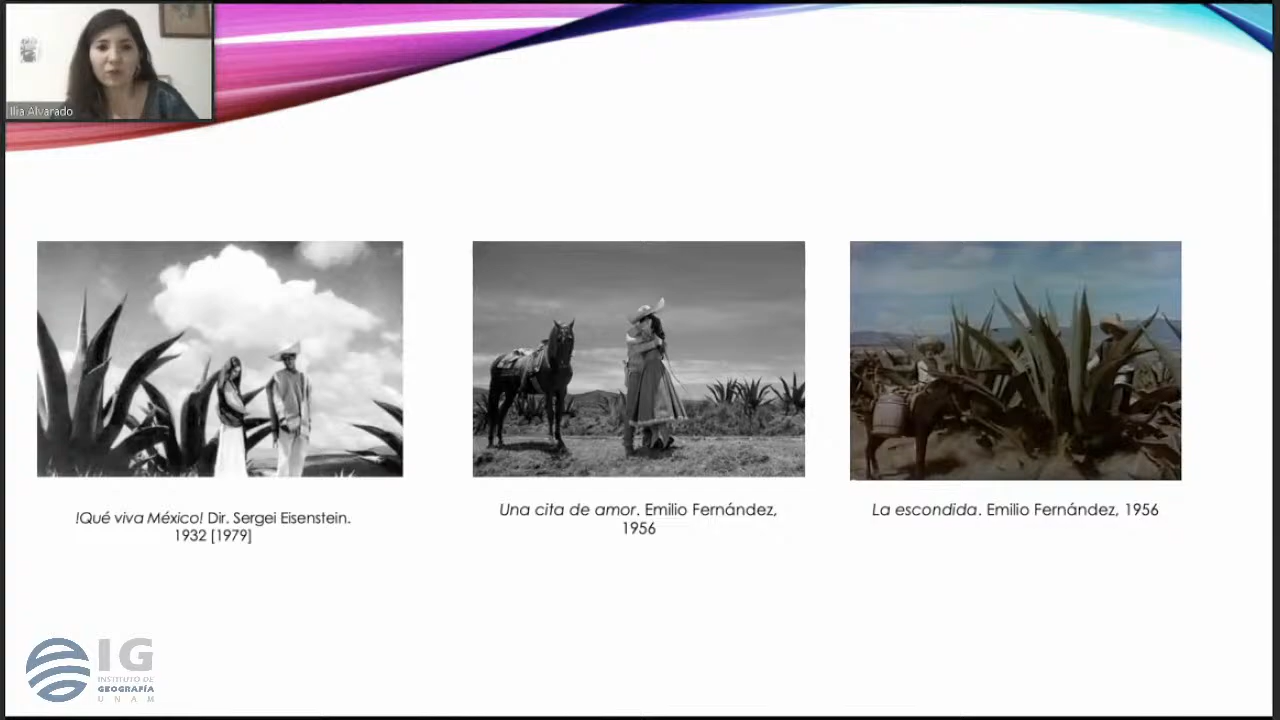 Ilia Alvarado
!Qué viva México! Dir. Sergei Eisenstein.
1932 [1979]
Una cita de amor. Emilio Fernández,
1956
La escondida. Emilio Fernández, 1956
IG
INSTITUTO DE
GEOGRAFÍA
UNAM